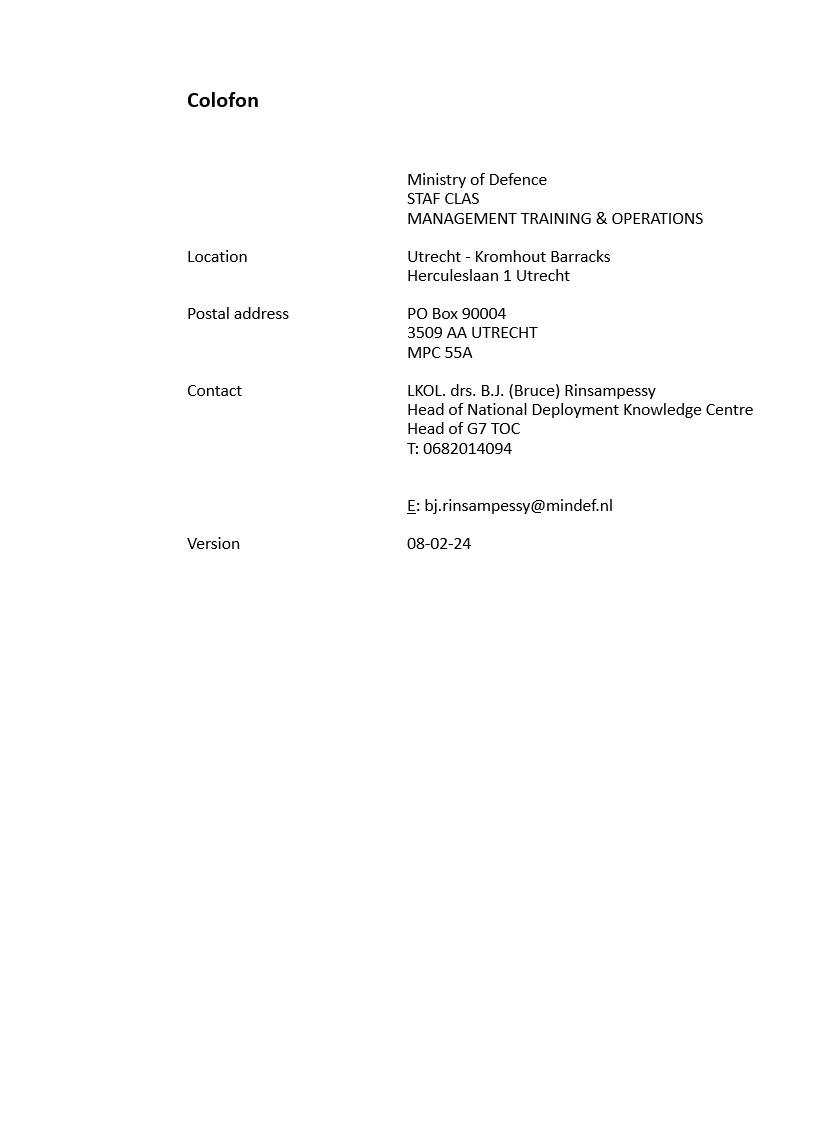 Colofon
Ministry of Defence
STAF CLAS
MANAGEMENT TRAINING & OPERATIONS
Location
Utrecht - Kromhout Barracks
Herculeslaan 1 Utrecht
Postal address
PO Box 90004
3509 AA UTRECHT
MPC 55A
Contact
LKOL. drs. B.J. (Bruce) Rinsampessy
Head of National Deployment Knowledge Centre
Head of G7 TOC
T: 0682014094
E: bj.rinsampessy@mindef.nl
Version
08-02-24